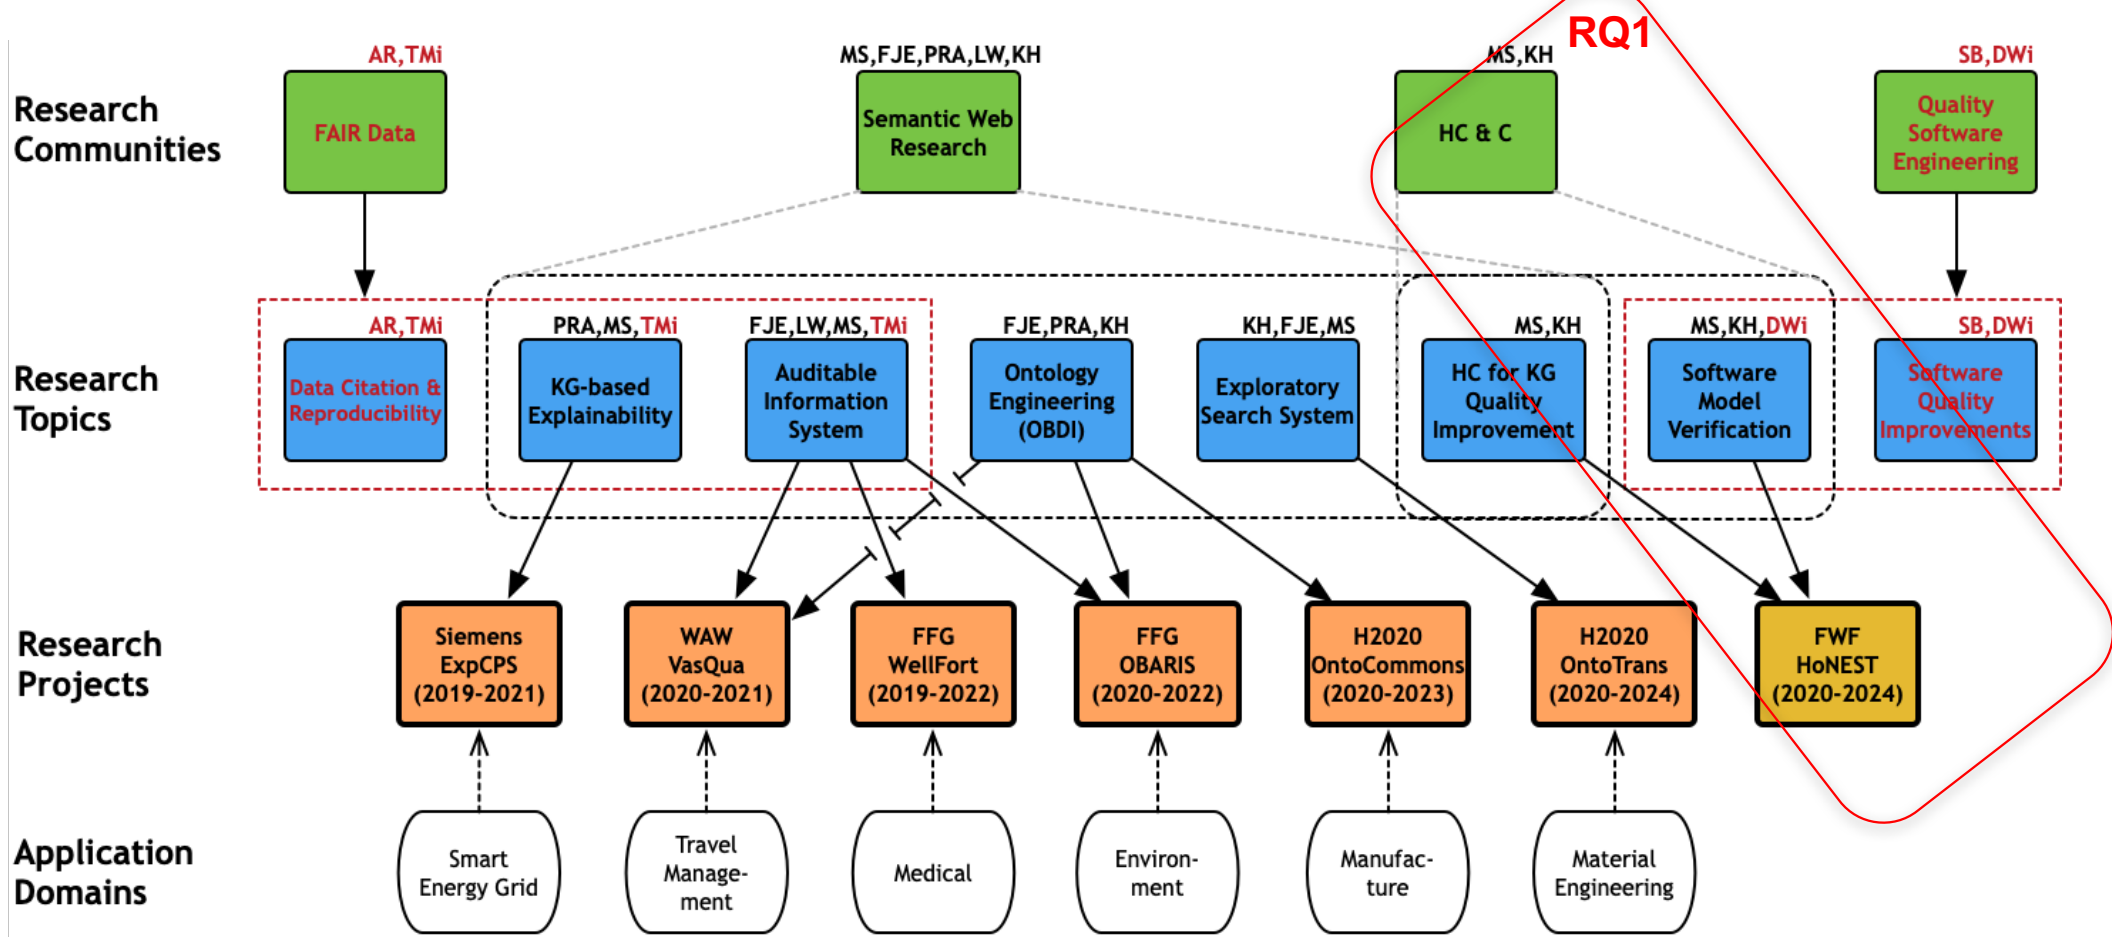 RQ1
AR,TMi
MS,FJE,PRA,LW,KH
MS,KH
SB,DWi
Research
Communities
FAIR Data
Semantic Web
Research
HC & C
Quality
Software
Engineering
AR,TMi
PRA,MS,TMi
FJE,LW,MS,TMi
FJE,PRA,KH
KH,FJE,MS
MS,KH
MS,KH,DWi
SB,DWi
Research
Topics
Data Citation &
Reproducibility
KG-based
Explainability
Auditable
Information
System
Ontology
Engineering
(OBDI)
Exploratory
Search System
HC for KG
Quality
Improvement
Software
Model
Verification
Software
Quality
Improvements
Research
Projects
Siemens
ExpCPS
(2019-2021)
WAW
VasQua
(2020-2021)
FFG
WellFort
(2019-2022)
FFG
OBARIS
(2020-2022)
H2020
OntoCommons
(2020-2023)
H2020
OntoTrans
(2020-2024)
FWF
HoNEST
(2020-2024)
Application
Domains
Smart
Energy Grid
Travel
Manage-
ment
Medical
Environ-
ment
Manufac-
ture
Material
Engineering